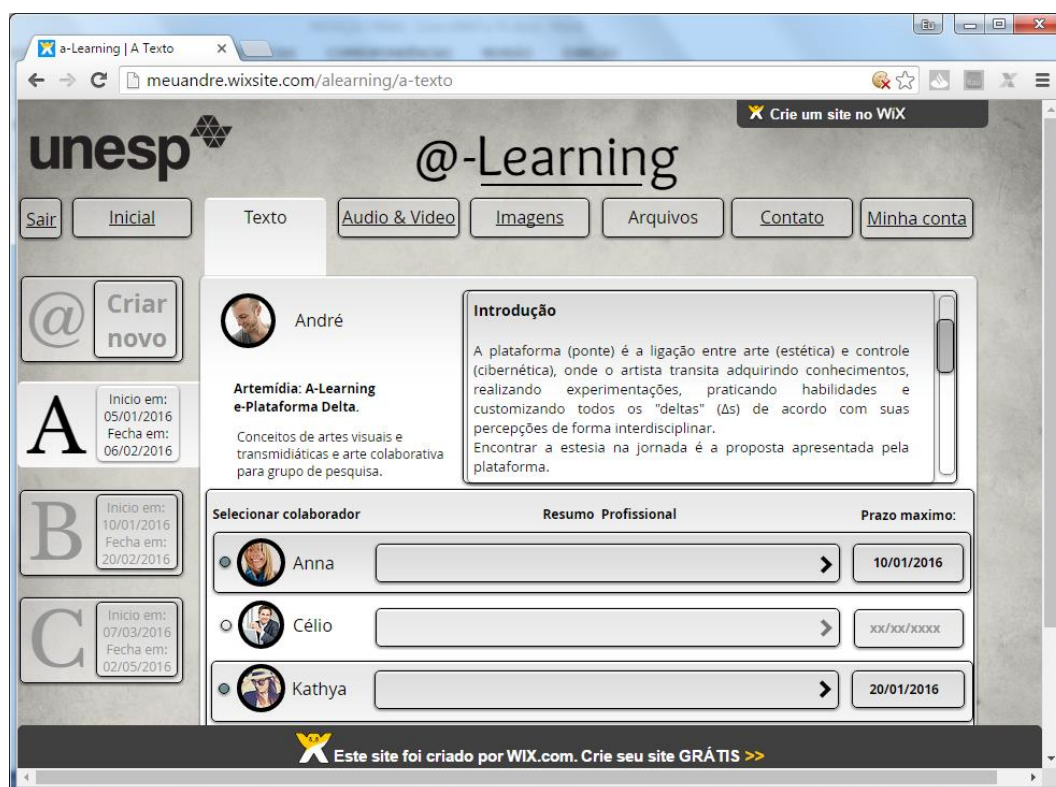 Eu
a-Learning | A Texto
meuandre.wixsite.com/alearning/a-texto
Crie um site no WiX
unesp
@-Learning
Sair
Inicial
Texto
Audio & Video
Imagens
Arquivos
Contato
Minha conta
@
Criar
novo
André
Artemídia: A-Learning
e-Plataforma Delta.
Conceitos de artes visuais e
transmidiáticas e arte colaborativa
para grupo de pesquisa.
Introdução
A plataforma (ponte) é a ligação entre arte (estética) e controle
(cibernética), onde o artista transita adquirindo conhecimentos,
realizando experimentações, praticando habilidades e
customizando todos os "deltas" (Δs) de acordo com suas
percepções de forma interdisciplinar.
Encontrar a estesia na jornada é a proposta apresentada pela
plataforma.
A
Inicio em:
05/01/2016
Fecha em:
06/02/2016
B
Inicio em:
10/01/2016
Fecha em:
20/02/2016
C
Inicio em:
07/03/2016
Fecha em:
02/05/2016
Selecionar colaborador
Resumo Profissional
Prazo maximo:
Anna
10/01/2016
Célio
xx/xx/xxxx
Kathya
20/01/2016
Este site foi criado por WIX.com. Crie seu site GRÁTIS >>